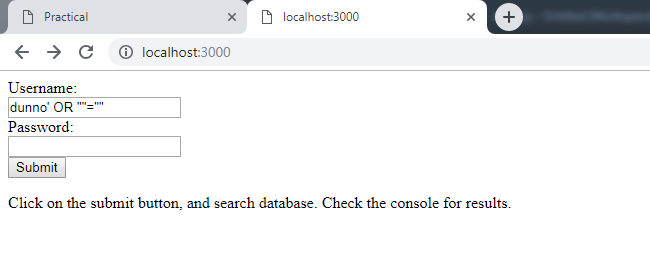 Practical
localhost:3000
localhost:3000
Username:
dunno' OR ""=""
Password:
Submit
Click on the submit button, and search database. Check the console for results.